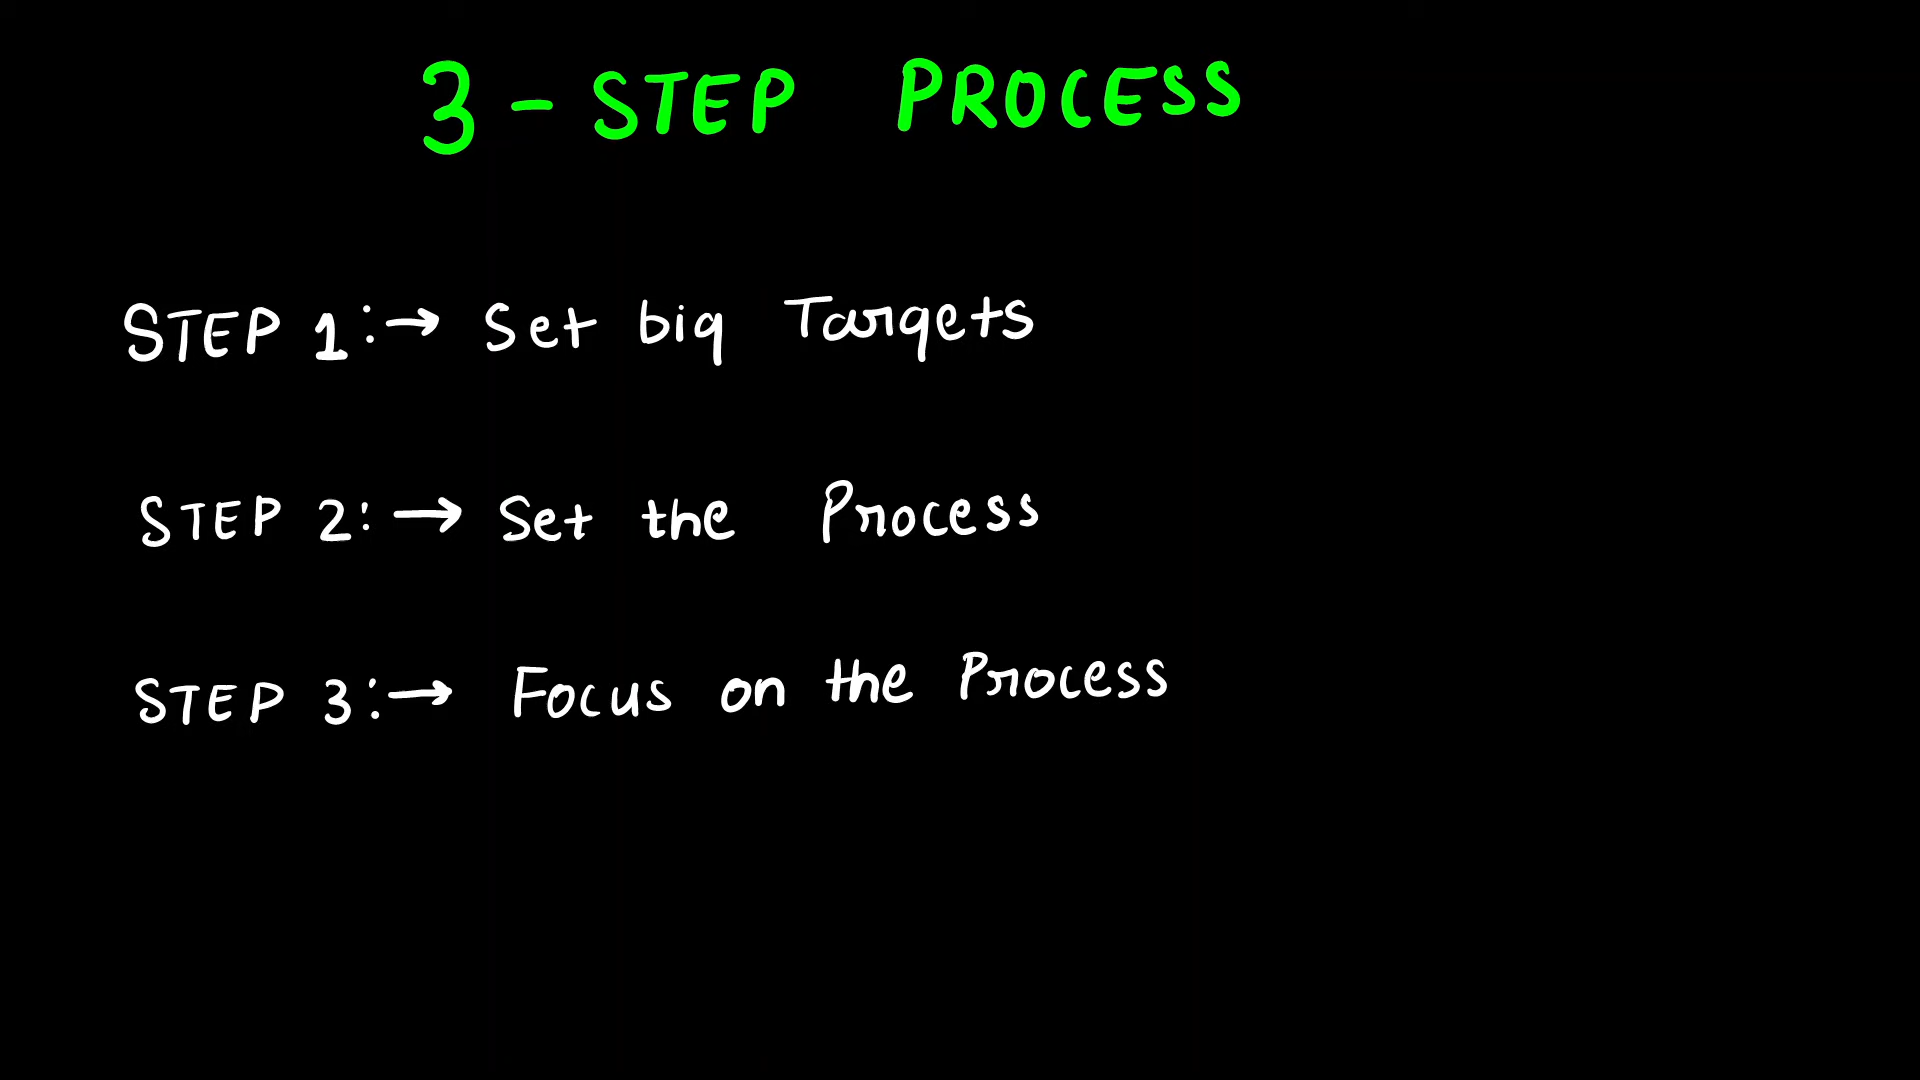 3-STEP PROCESS
STEP 1:→ Set big Targets
STEP 2:→ Set the Process
STEP 3:→ Focus on the Process